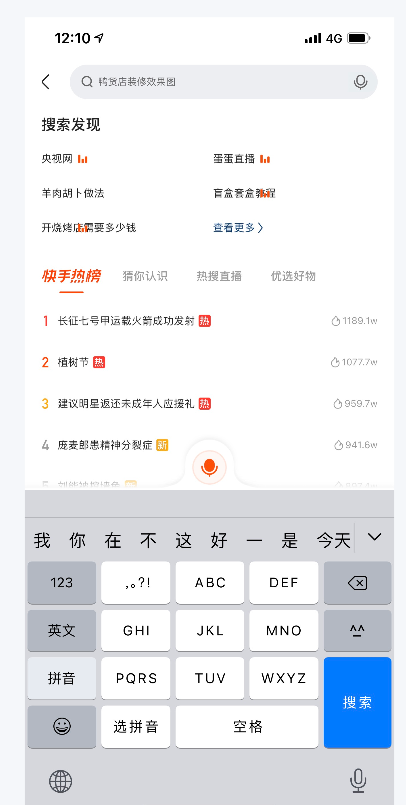 12:10 4G
鸭货店装修效果图
搜索发现
央视网 蛋蛋直播
羊肉胡卜做法 盲盒套盒教程
开烧烤店需要多少钱 查看更多
快手热榜 猜你认识 热搜直播 优选好物
1 长征七号甲运载火箭成功发射 热 1189.1w
2 植树节 热 1077.7w
3 建议明星返还未成年人应援礼 热 959.7w
4 庞麦郎患精神分裂症 新 941.6w
我 你 在 不 这 好 一 是 今天
123 ,。?! ABC DEF
英文 GHI JKL MNO ^^
拼音 PQRS TUV WXYZ
搜索
选拼音 空格